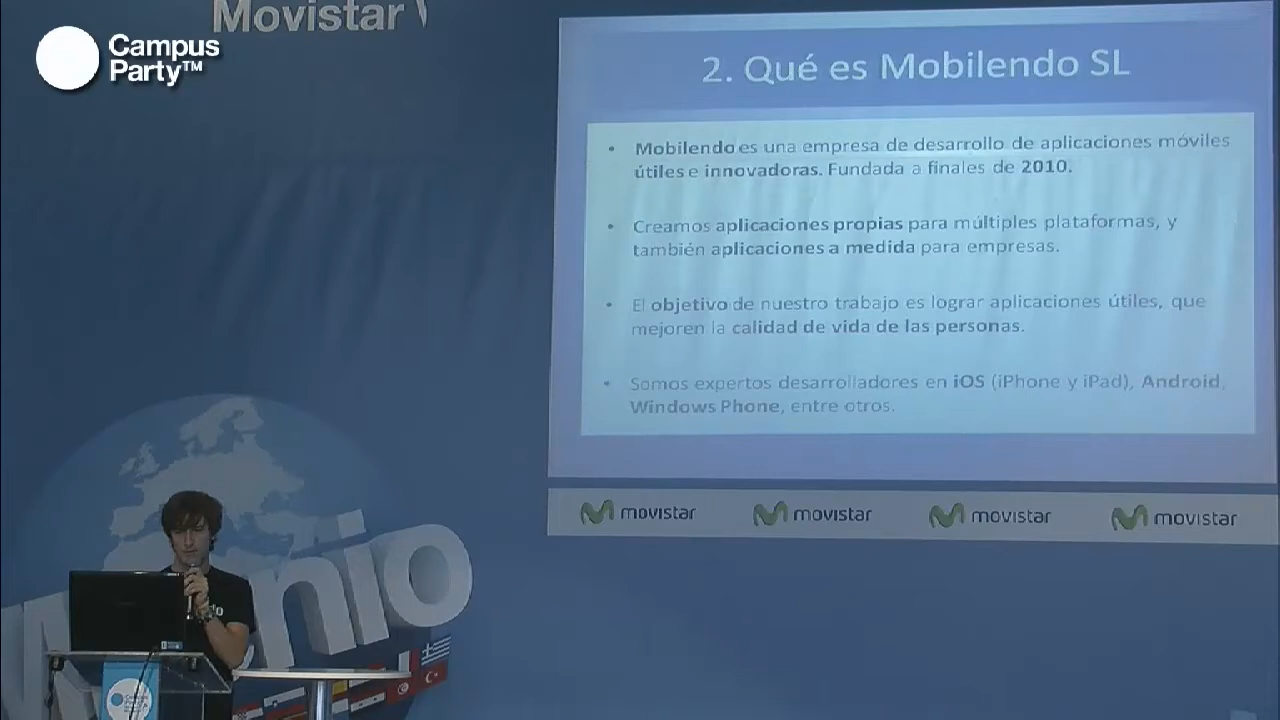 Movistar
Campus
Party™
2. Qué es Mobilendo SL
• Mobilendo es una empresa de desarrollo de aplicaciones móviles
útiles e innovadoras. Fundada a finales de 2010.
• Creamos aplicaciones propias para múltiples plataformas, y
también aplicaciones a medida para empresas.
• El objetivo de nuestro trabajo es lograr aplicaciones útiles, que
mejoren la calidad de vida de las personas.
• Somos expertos desarrolladores en iOS (iPhone y iPad), Android,
Windows Phone, entre otros.
movistar movistar movistar movistar
nio